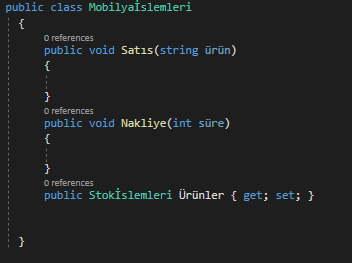 public class Mobilyaİslemleri
{
0 references
public void Satıs(string ürün)
{
}
0 references
public void Nakliye(int süre)
{
}
0 references
public Stokİslemleri Ürünler { get; set; }
}